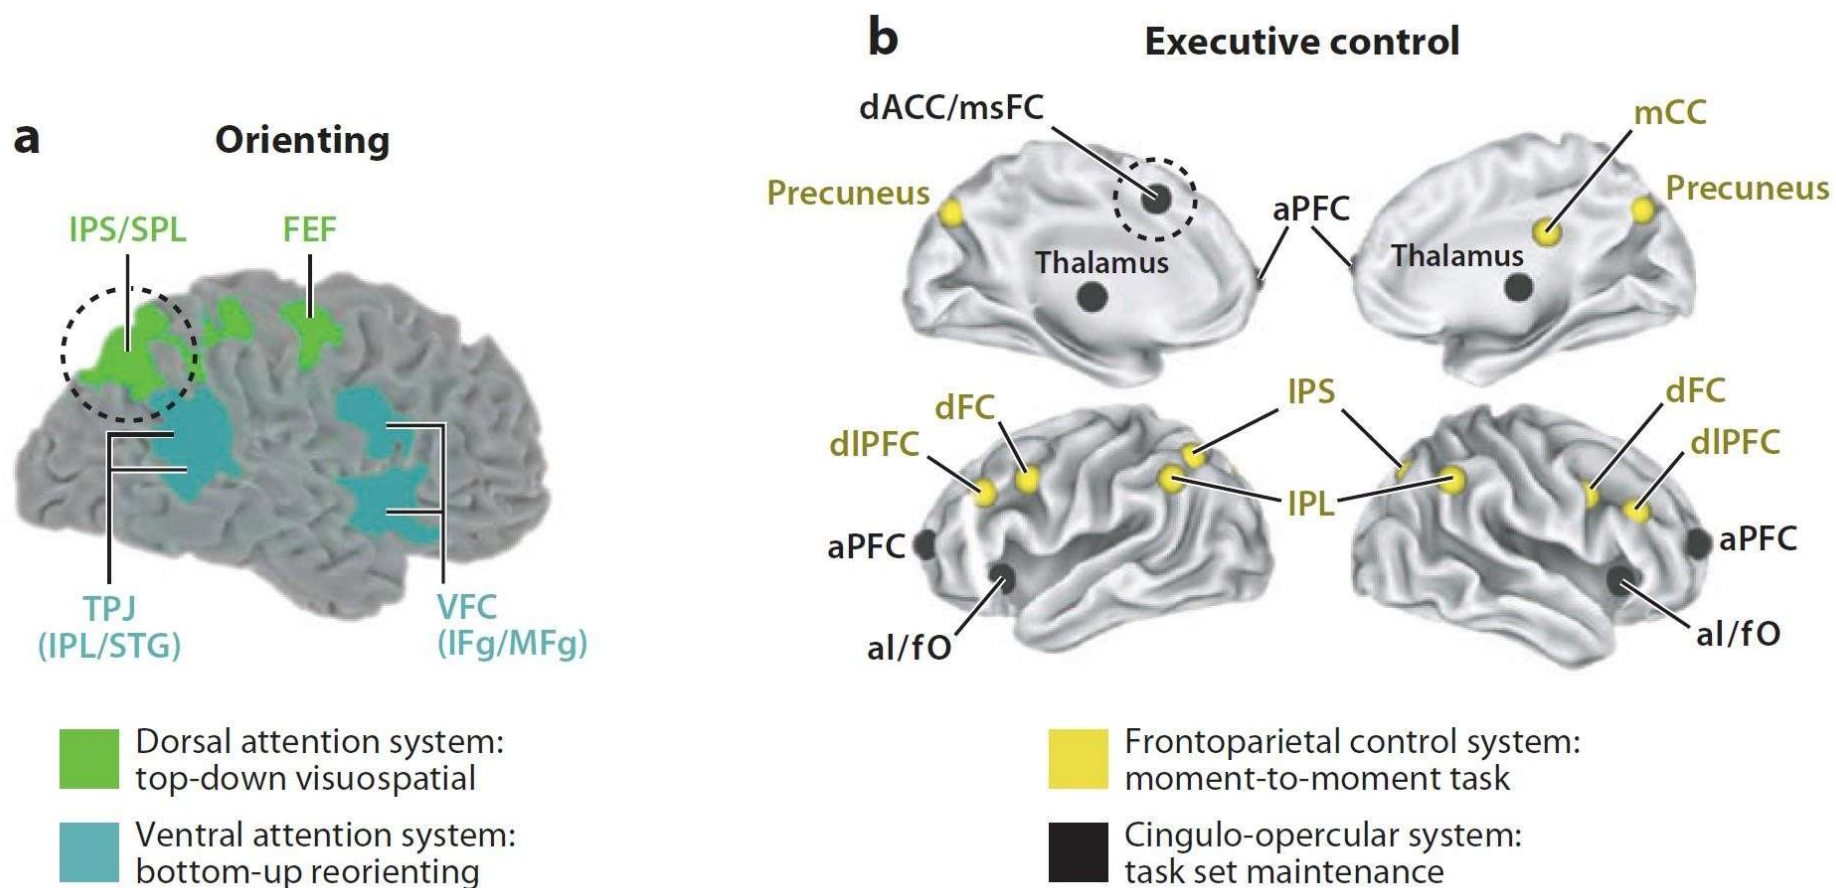 a
Orienting
IPS/SPL
FEF
TPJ
(IPL/STG)
VFC
(IFg/MFg)
Dorsal attention system:
top-down visuospatial
Ventral attention system:
bottom-up reorienting
b
Executive control
dACC/msFC
mCC
Precuneus
aPFC
Precuneus
Thalamus
Thalamus
dFC
IPS
dFC
dlPFC
dlPFC
IPL
aPFC
aPFC
aI/fO
aI/fO
Frontoparietal control system:
moment-to-moment task
Cingulo-opercular system:
task set maintenance